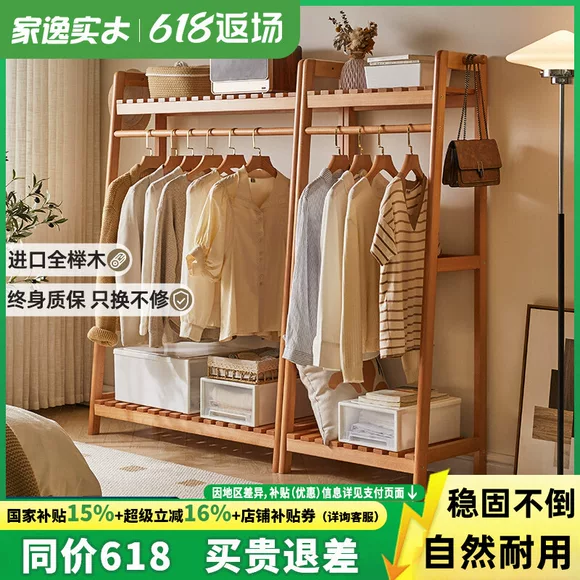 家逸实木 618返场
进口全榉木
终身质保 只换不修
因地区差异,补贴(优惠)信息详见支付页面↓
国家补贴15%+超级立减16%+店铺补贴券 (详询客服)
同价618 买贵退差
稳固不倒
自然耐用